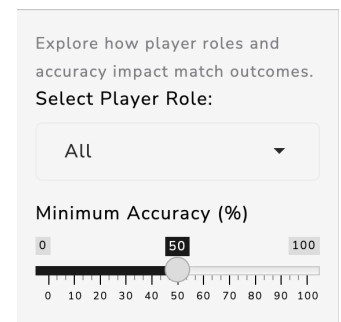 Explore how player roles and
accuracy impact match outcomes.
Select Player Role:
All
Minimum Accuracy (%)
0 50 100
0 10 20 30 40 50 60 70 80 90 100